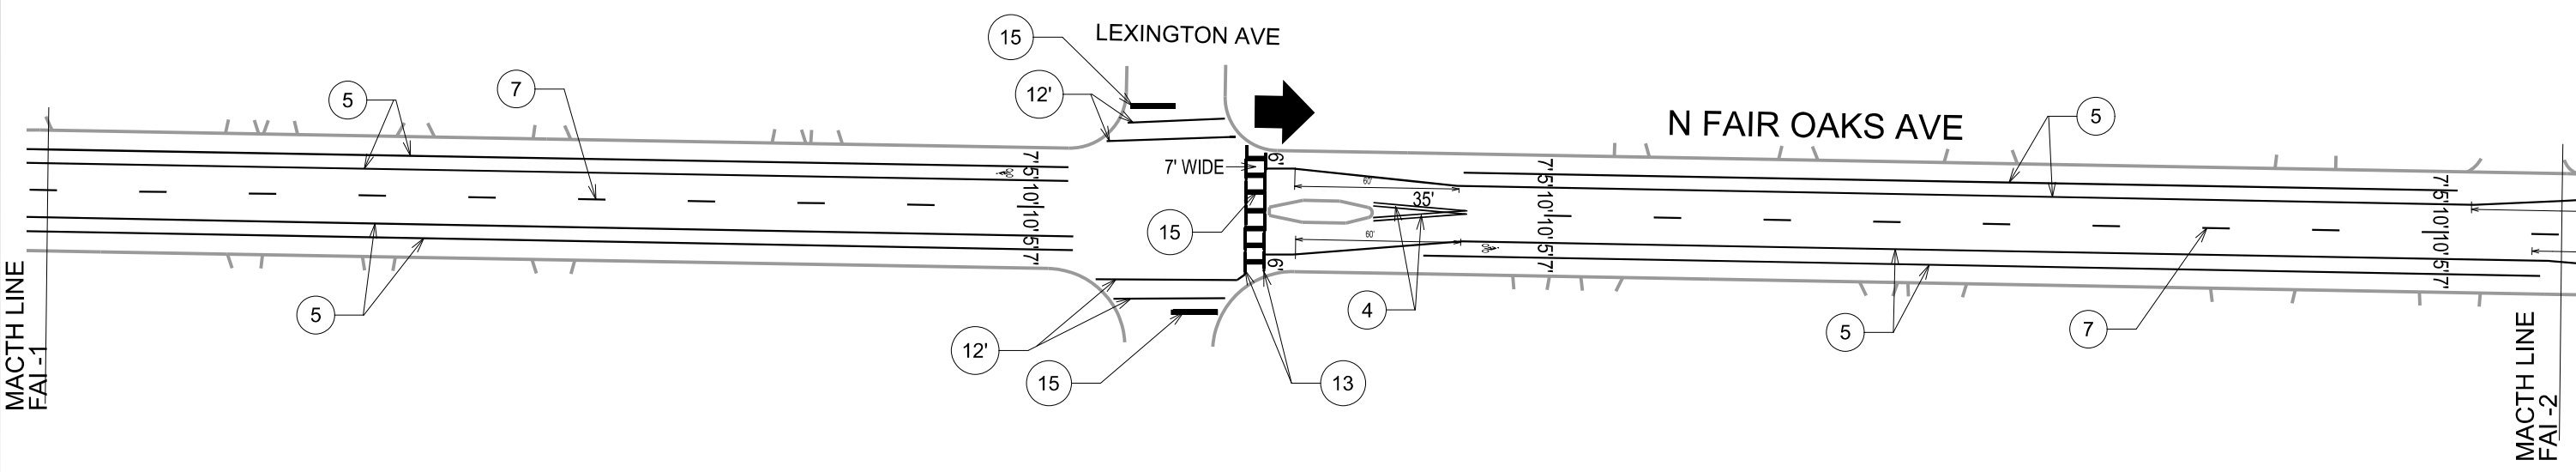 LEXINGTON AVE
15
12'
5
7
N FAIR OAKS AVE
5
7' WIDE
7' 5' 10' 10' 5' 7'
6'
60'
35'
7' 5' 10' 10' 5' 7'
7' 5' 10' 10' 5' 7'
15
60'
6'
5
12'
15
13
4
5
7
MACTH LINE
FAI -1
MACTH LINE
FAI -2